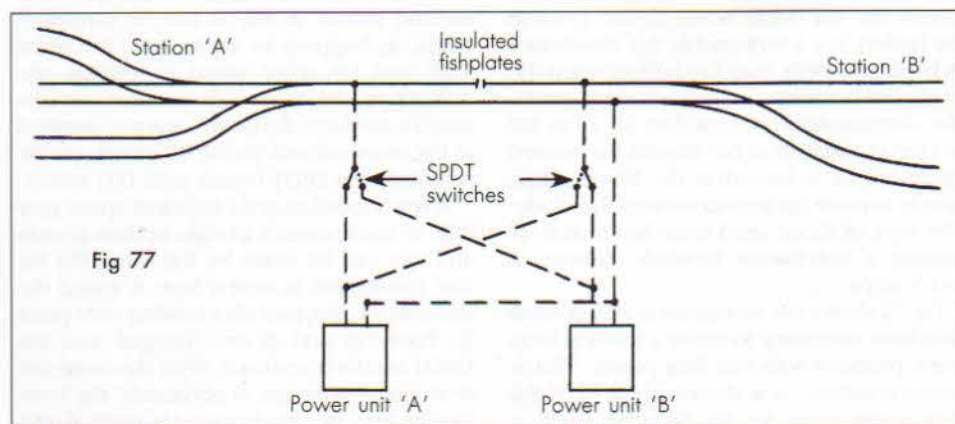 Station 'A'
Insulated
fishplates
Station 'B'
SPDT
switches
Fig 77
Power unit 'A'
Power unit 'B'